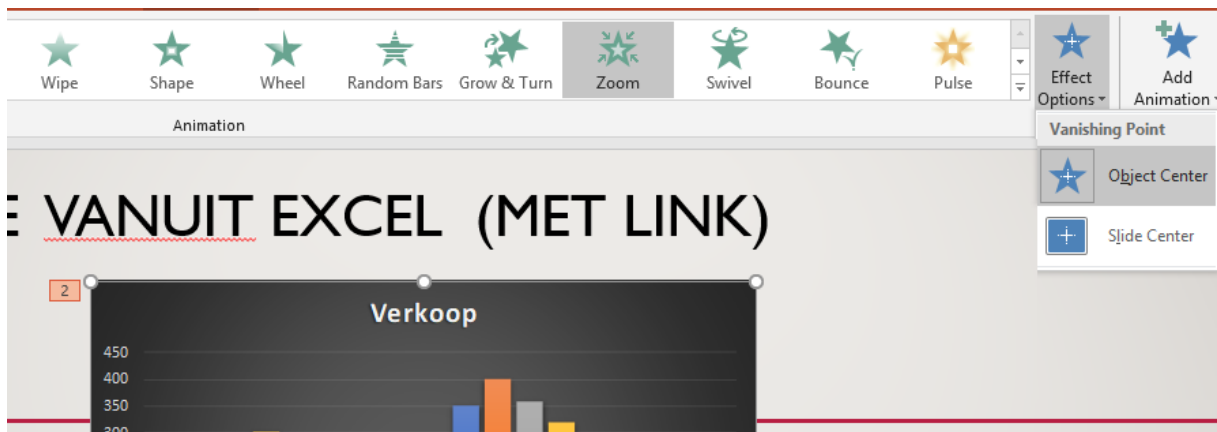 Wipe Shape Wheel Random Bars Grow & Turn Zoom Swivel Bounce Pulse
Effect Options
Add Animation
Animation
Vanishing Point
Object Center
Slide Center
E VANUIT EXCEL (MET LINK)
2
Verkoop
450
400
350
300